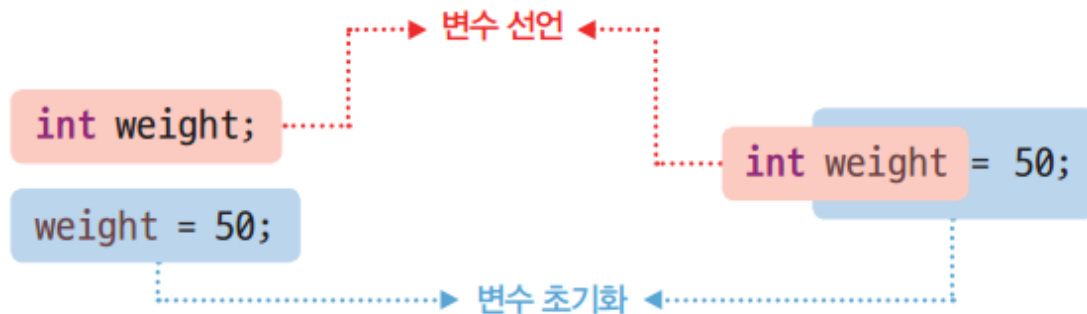 변수 선언
int weight;
int weight = 50;
weight = 50;
변수 초기화